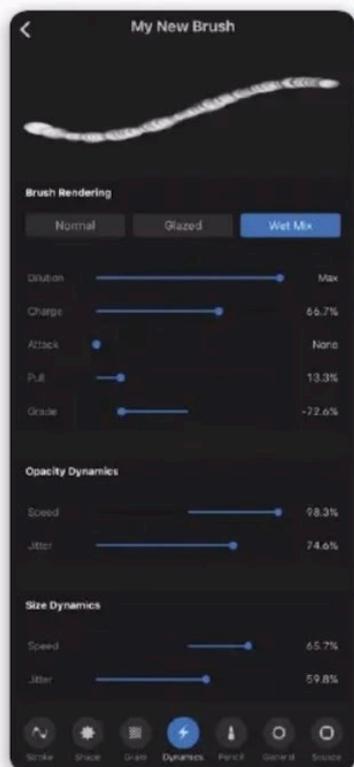 My New Brush
Brush Rendering
Normal Glazed Wet Mix
Dilution Max
Charge 66.7%
Attack None
Pull 13.3%
Grade -72.6%
Opacity Dynamics
Speed 98.3%
Jitter 74.6%
Size Dynamics
Speed 65.7%
Jitter 59.8%
Stroke Shape Grain Dynamics Pencil General Source